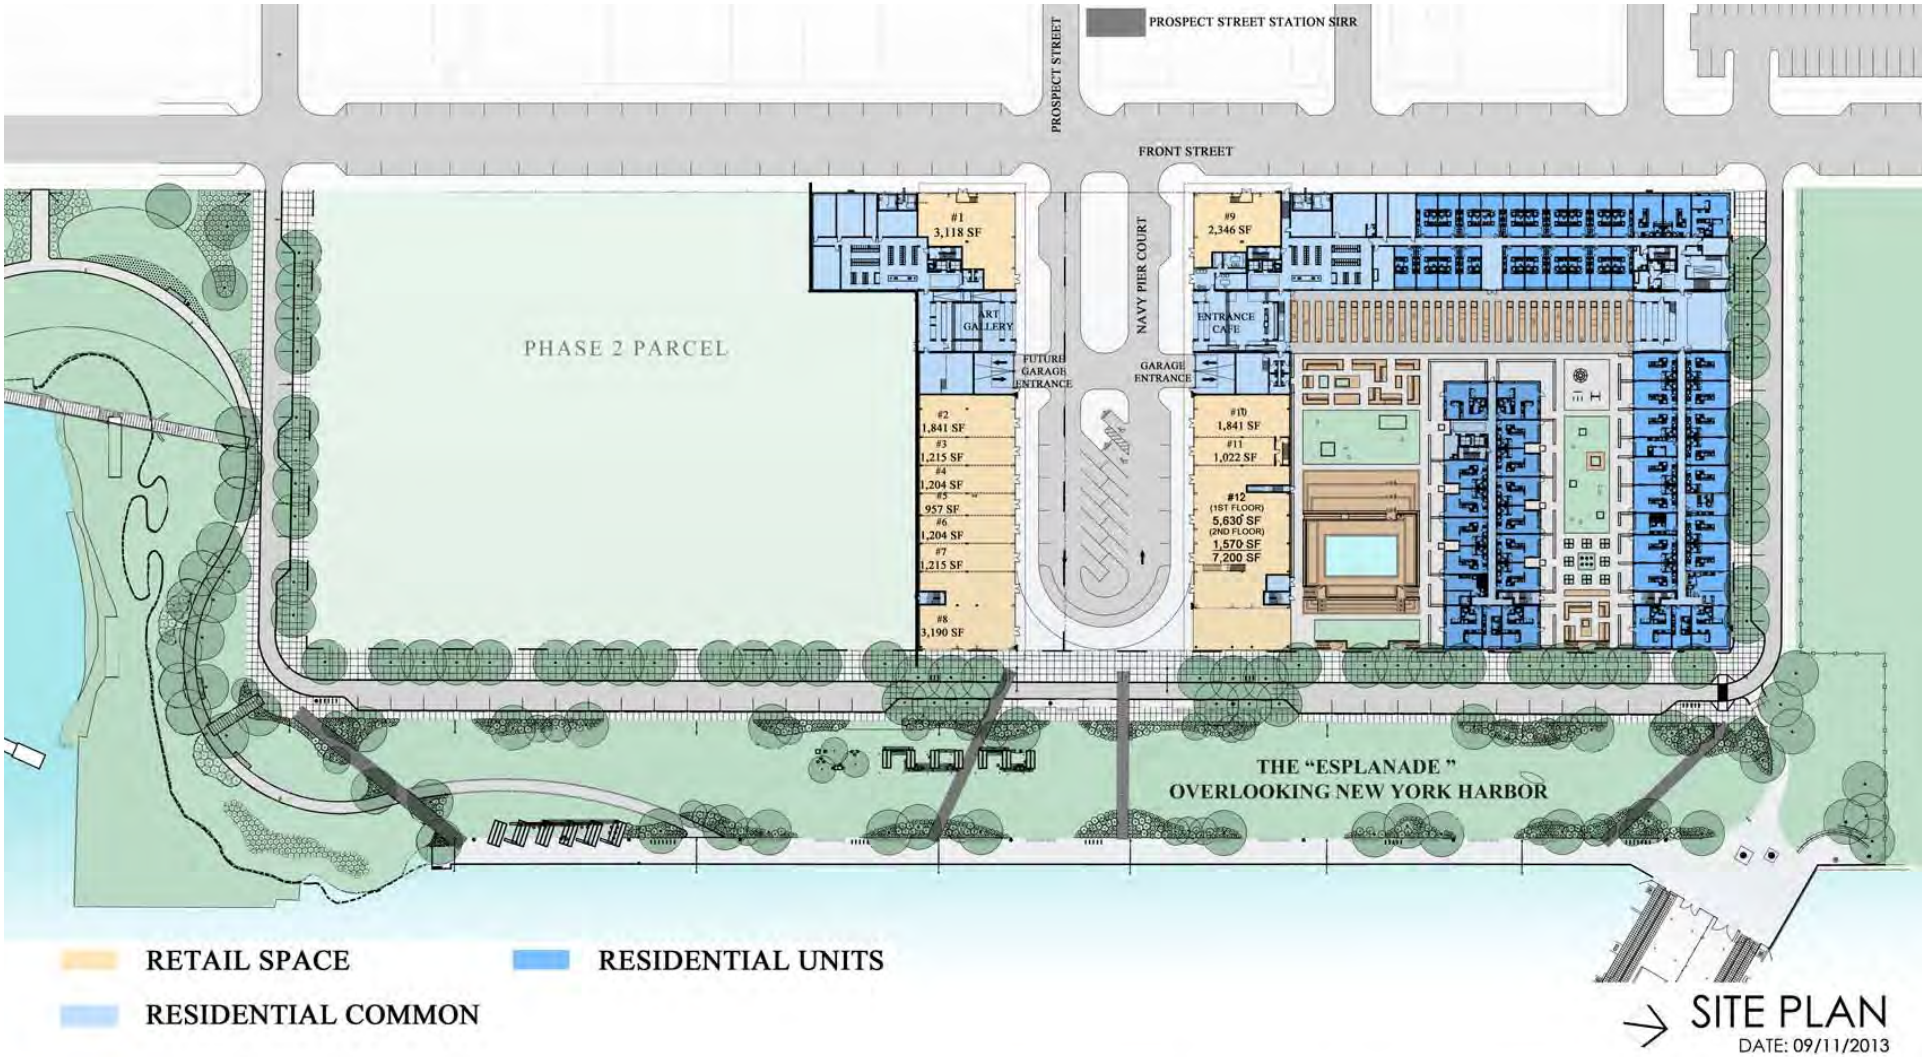 PROSPECT STREET STATION SIRR
PROSPECT STREET
FRONT STREET
#1
3,118 SF
#9
2,346 SF
NAVY PIER COURT
ART
GALLERY
ENTRANCE
CAFE
PHASE 2 PARCEL
FUTURE
GARAGE
ENTRANCE
GARAGE
ENTRANCE
#2
1,841 SF
#3
1,215 SF
#4
1,204 SF
#5
957 SF
#6
1,204 SF
#7
1,215 SF
#8
3,190 SF
#10
1,841 SF
#11
1,022 SF
#12
(1ST FLOOR)
5,630 SF
(2ND FLOOR)
1,570 SF
7,200 SF
THE “ESPLANADE ”
OVERLOOKING NEW YORK HARBOR
RETAIL SPACE
RESIDENTIAL UNITS
RESIDENTIAL COMMON
SITE PLAN
DATE: 09/11/2013